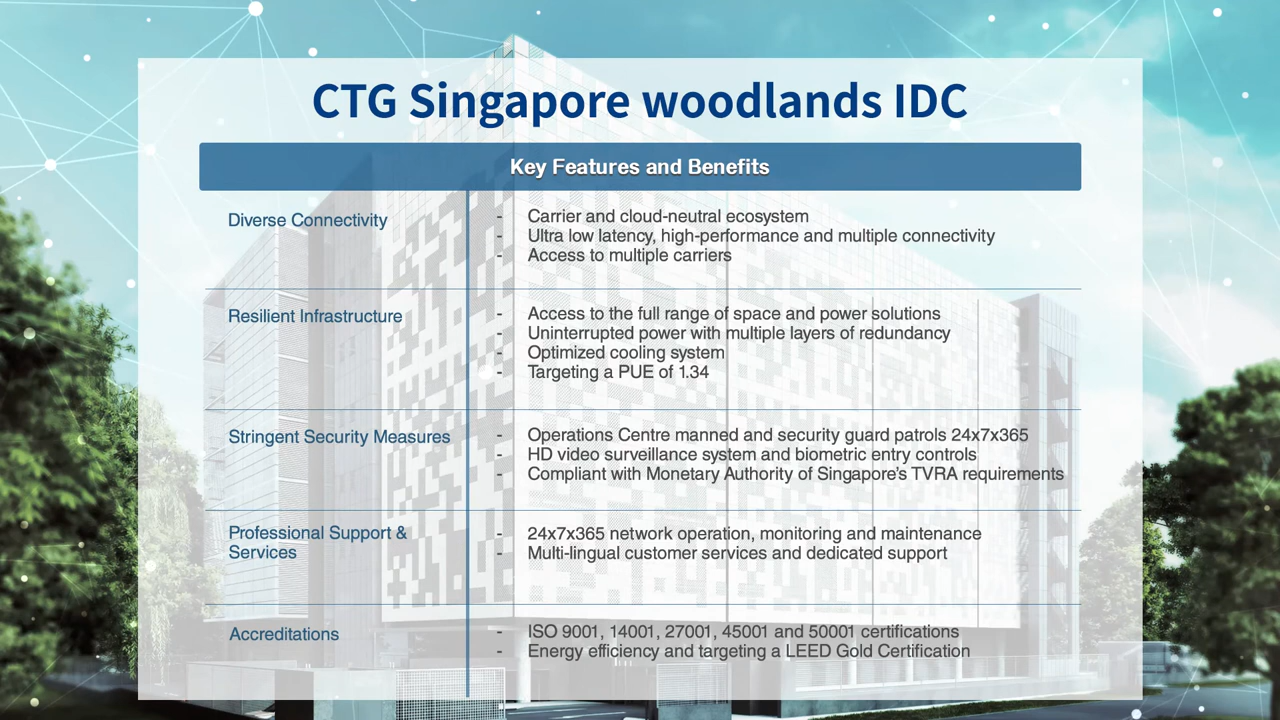 CTG Singapore woodlands IDC
Key Features and Benefits
Diverse Connectivity
- Carrier and cloud-neutral ecosystem
- Ultra low latency, high-performance and multiple connectivity
- Access to multiple carriers
Resilient Infrastructure
- Access to the full range of space and power solutions
- Uninterrupted power with multiple layers of redundancy
- Optimized cooling system
- Targeting a PUE of 1.34
Stringent Security Measures
- Operations Centre manned and security guard patrols 24x7x365
- HD video surveillance system and biometric entry controls
- Compliant with Monetary Authority of Singapore’s TVRA requirements
Professional Support &
Services
- 24x7x365 network operation, monitoring and maintenance
- Multi-lingual customer services and dedicated support
Accreditations
- ISO 9001, 14001, 27001, 45001 and 50001 certifications
- Energy efficiency and targeting a LEED Gold Certification